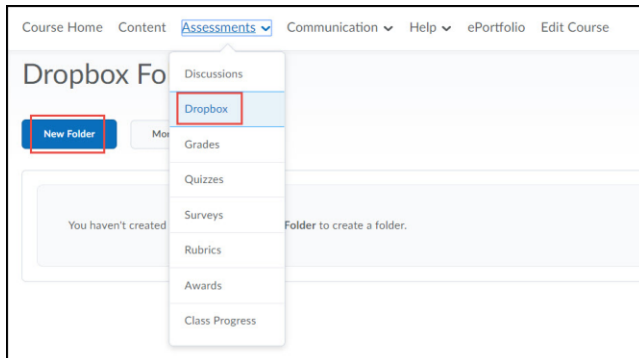 Course Home Content Assessments Communication Help ePortfolio Edit Course
Dropbox Fo
Discussions
Dropbox
New Folder
Grades
Quizzes
Surveys
You haven't created Folder to create a folder.
Rubrics
Awards
Class Progress